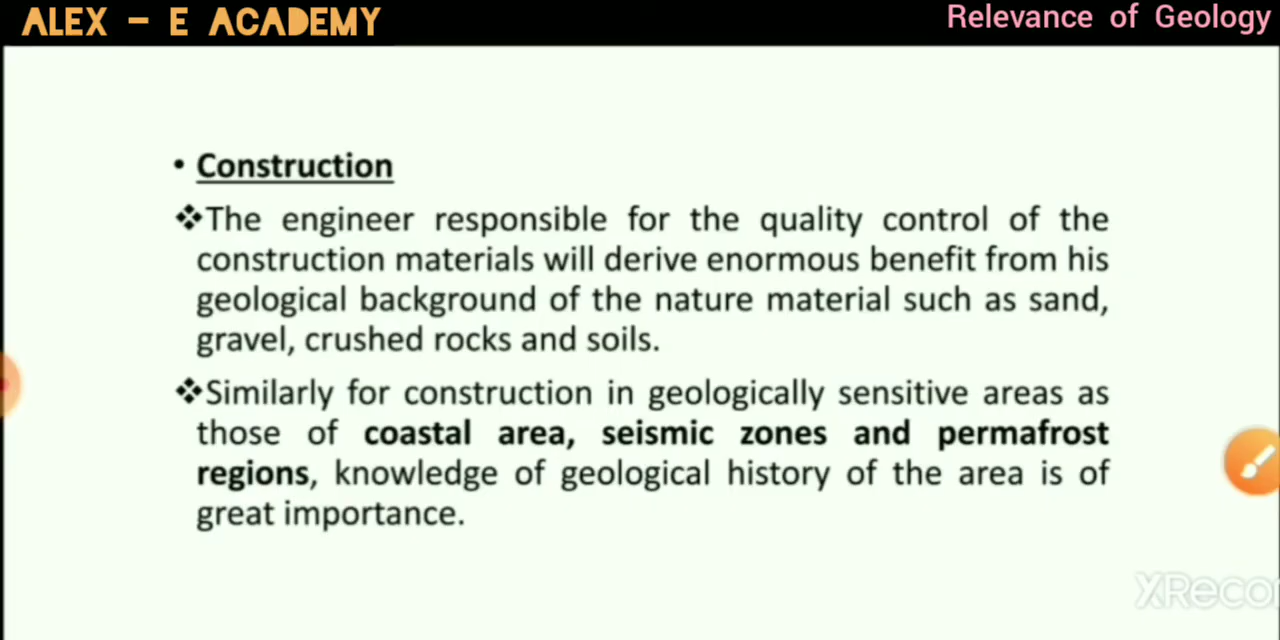 ALEX - E ACADEMY
Relevance of Geology
• Construction
❖The engineer responsible for the quality control of the
construction materials will derive enormous benefit from his
geological background of the nature material such as sand,
gravel, crushed rocks and soils.
❖Similarly for construction in geologically sensitive areas as
those of coastal area, seismic zones and permafrost
regions, knowledge of geological history of the area is of
great importance.
XRecor